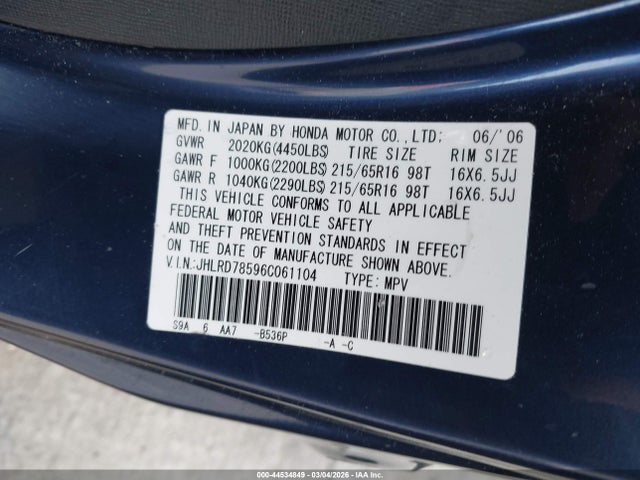 MFD. IN JAPAN BY HONDA MOTOR CO., LTD; 06/'06
GVWR 2020KG(4450LBS) TIRE SIZE RIM SIZE
GAWR F 1000KG(2200LBS) 215/65R16 98T 16X6.5JJ
GAWR R 1040KG(2290LBS) 215/65R16 98T 16X6.5JJ
THIS VEHICLE CONFORMS TO ALL APPLICABLE
FEDERAL MOTOR VEHICLE SAFETY
AND THEFT PREVENTION STANDARDS IN EFFECT
ON THE DATE OF MANUFACTURE SHOWN ABOVE.
V.I.N.:JHLRD78596C061104 TYPE: MPV
S9A 6 AA7 -B536P -A -C
000-44534849 | 03/04/2026 - Copart